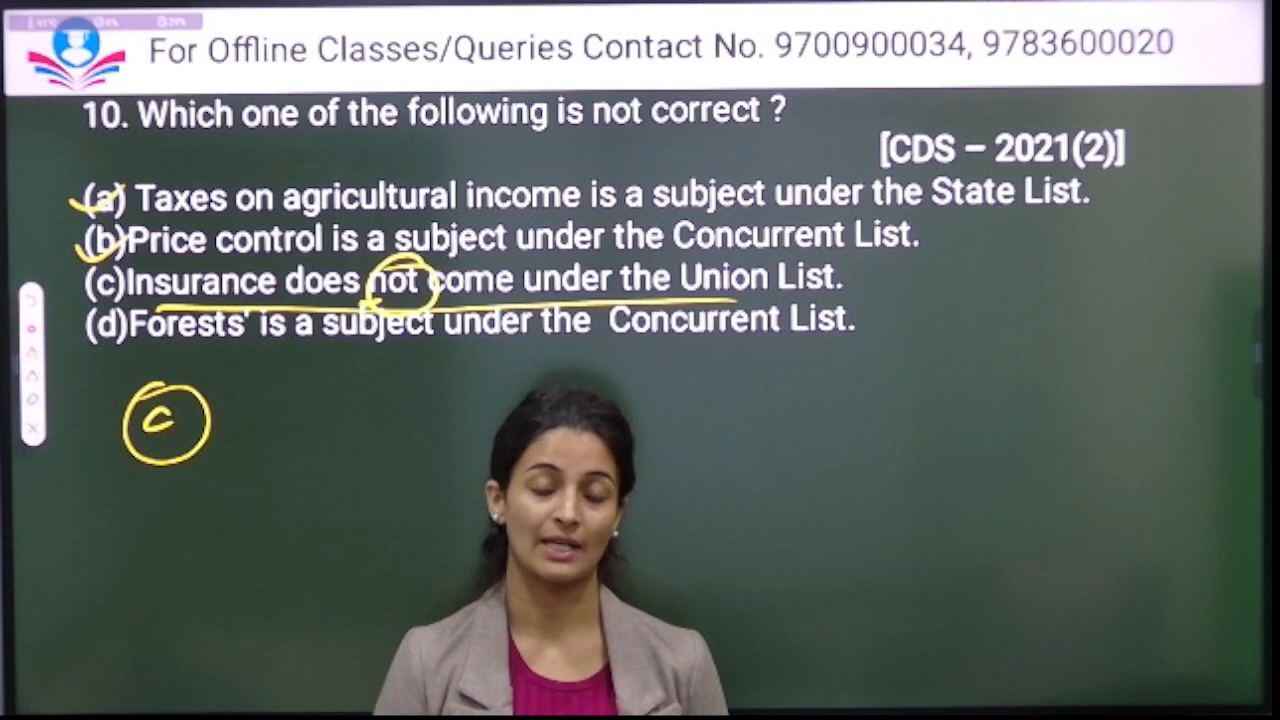 For Offline Classes/Queries Contact No. 9700900034, 9783600020
10. Which one of the following is not correct ?
[CDS – 2021(2)]
(a) Taxes on agricultural income is a subject under the State List.
(b)Price control is a subject under the Concurrent List.
(c)Insurance does not come under the Union List.
(d)Forests' is a subject under the Concurrent List.
c